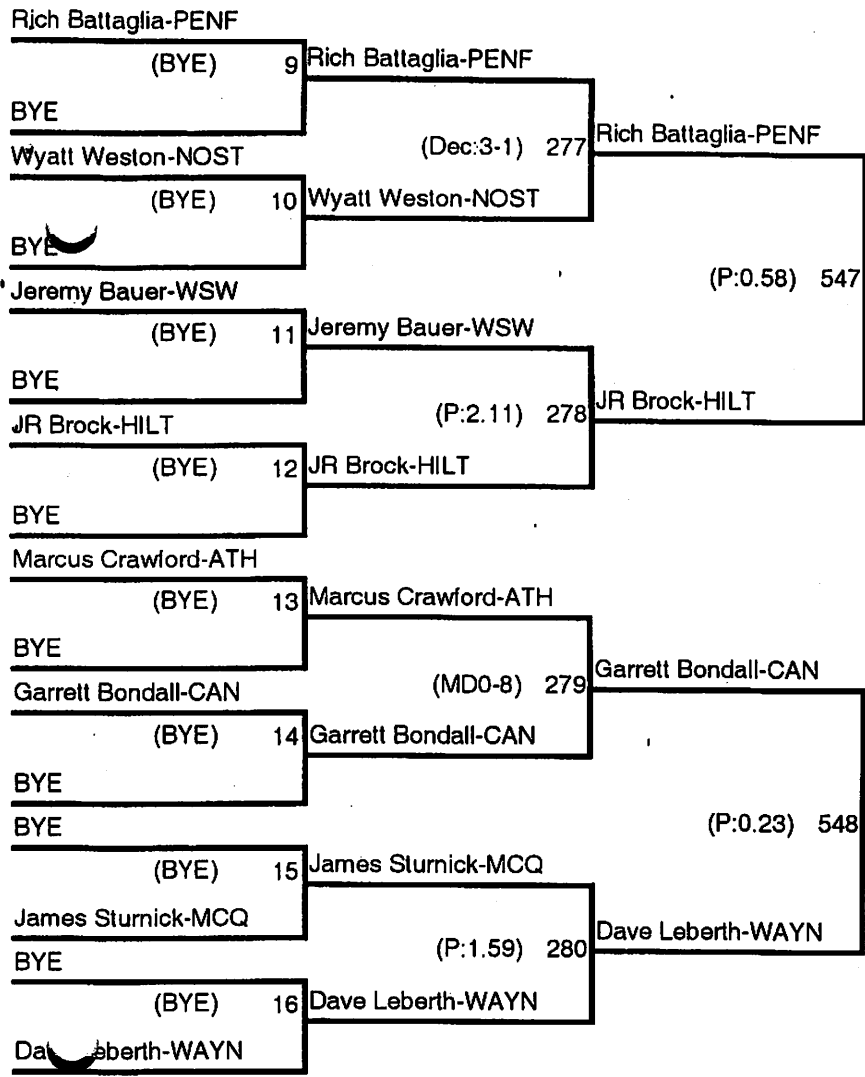 Rich Battaglia-PENF
(BYE) 9 Rich Battaglia-PENF
BYE
(Dec:3-1) 277 Rich Battaglia-PENF
Wyatt Weston-NOST
(BYE) 10 Wyatt Weston-NOST
BYE
(P:0.58) 547
Jeremy Bauer-WSW
(BYE) 11 Jeremy Bauer-WSW
BYE
(P:2.11) 278 JR Brock-HILT
JR Brock-HILT
(BYE) 12 JR Brock-HILT
BYE
Marcus Crawford-ATH
(BYE) 13 Marcus Crawford-ATH
BYE
(MD0-8) 279 Garrett Bondall-CAN
Garrett Bondall-CAN
(BYE) 14 Garrett Bondall-CAN
BYE
(P:0.23) 548
BYE
(BYE) 15 James Sturnick-MCQ
James Sturnick-MCQ
(P:1.59) 280 Dave Leberth-WAYN
BYE
(BYE) 16 Dave Leberth-WAYN
Da eberth-WAYN